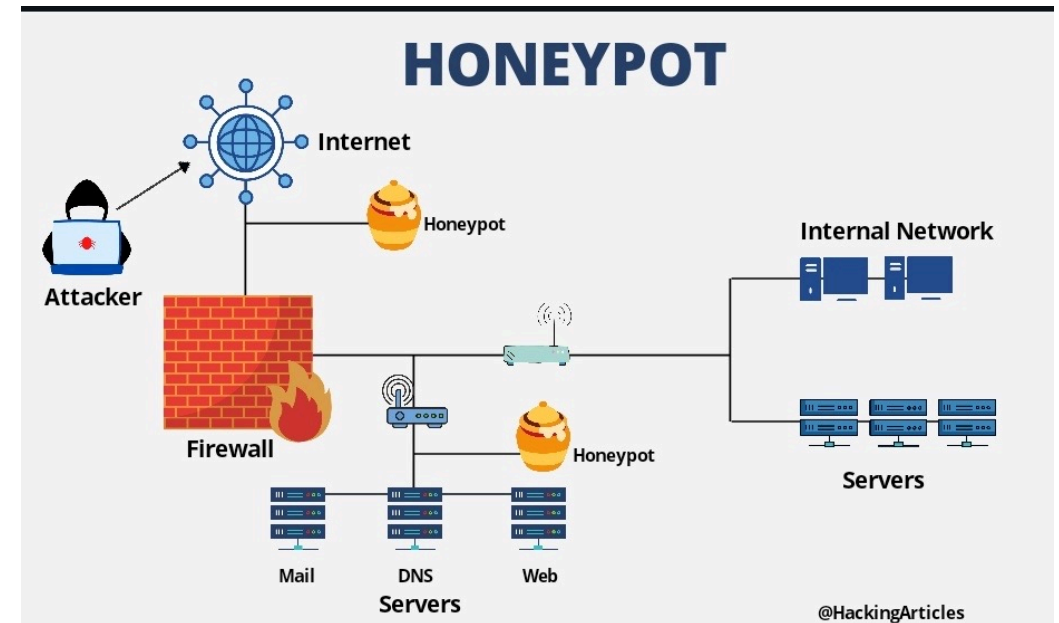 HONEYPOT
Internet
Honeypot
Attacker
Internal Network
Firewall
Honeypot
Servers
Mail
DNS
Web
Servers
@HackingArticles